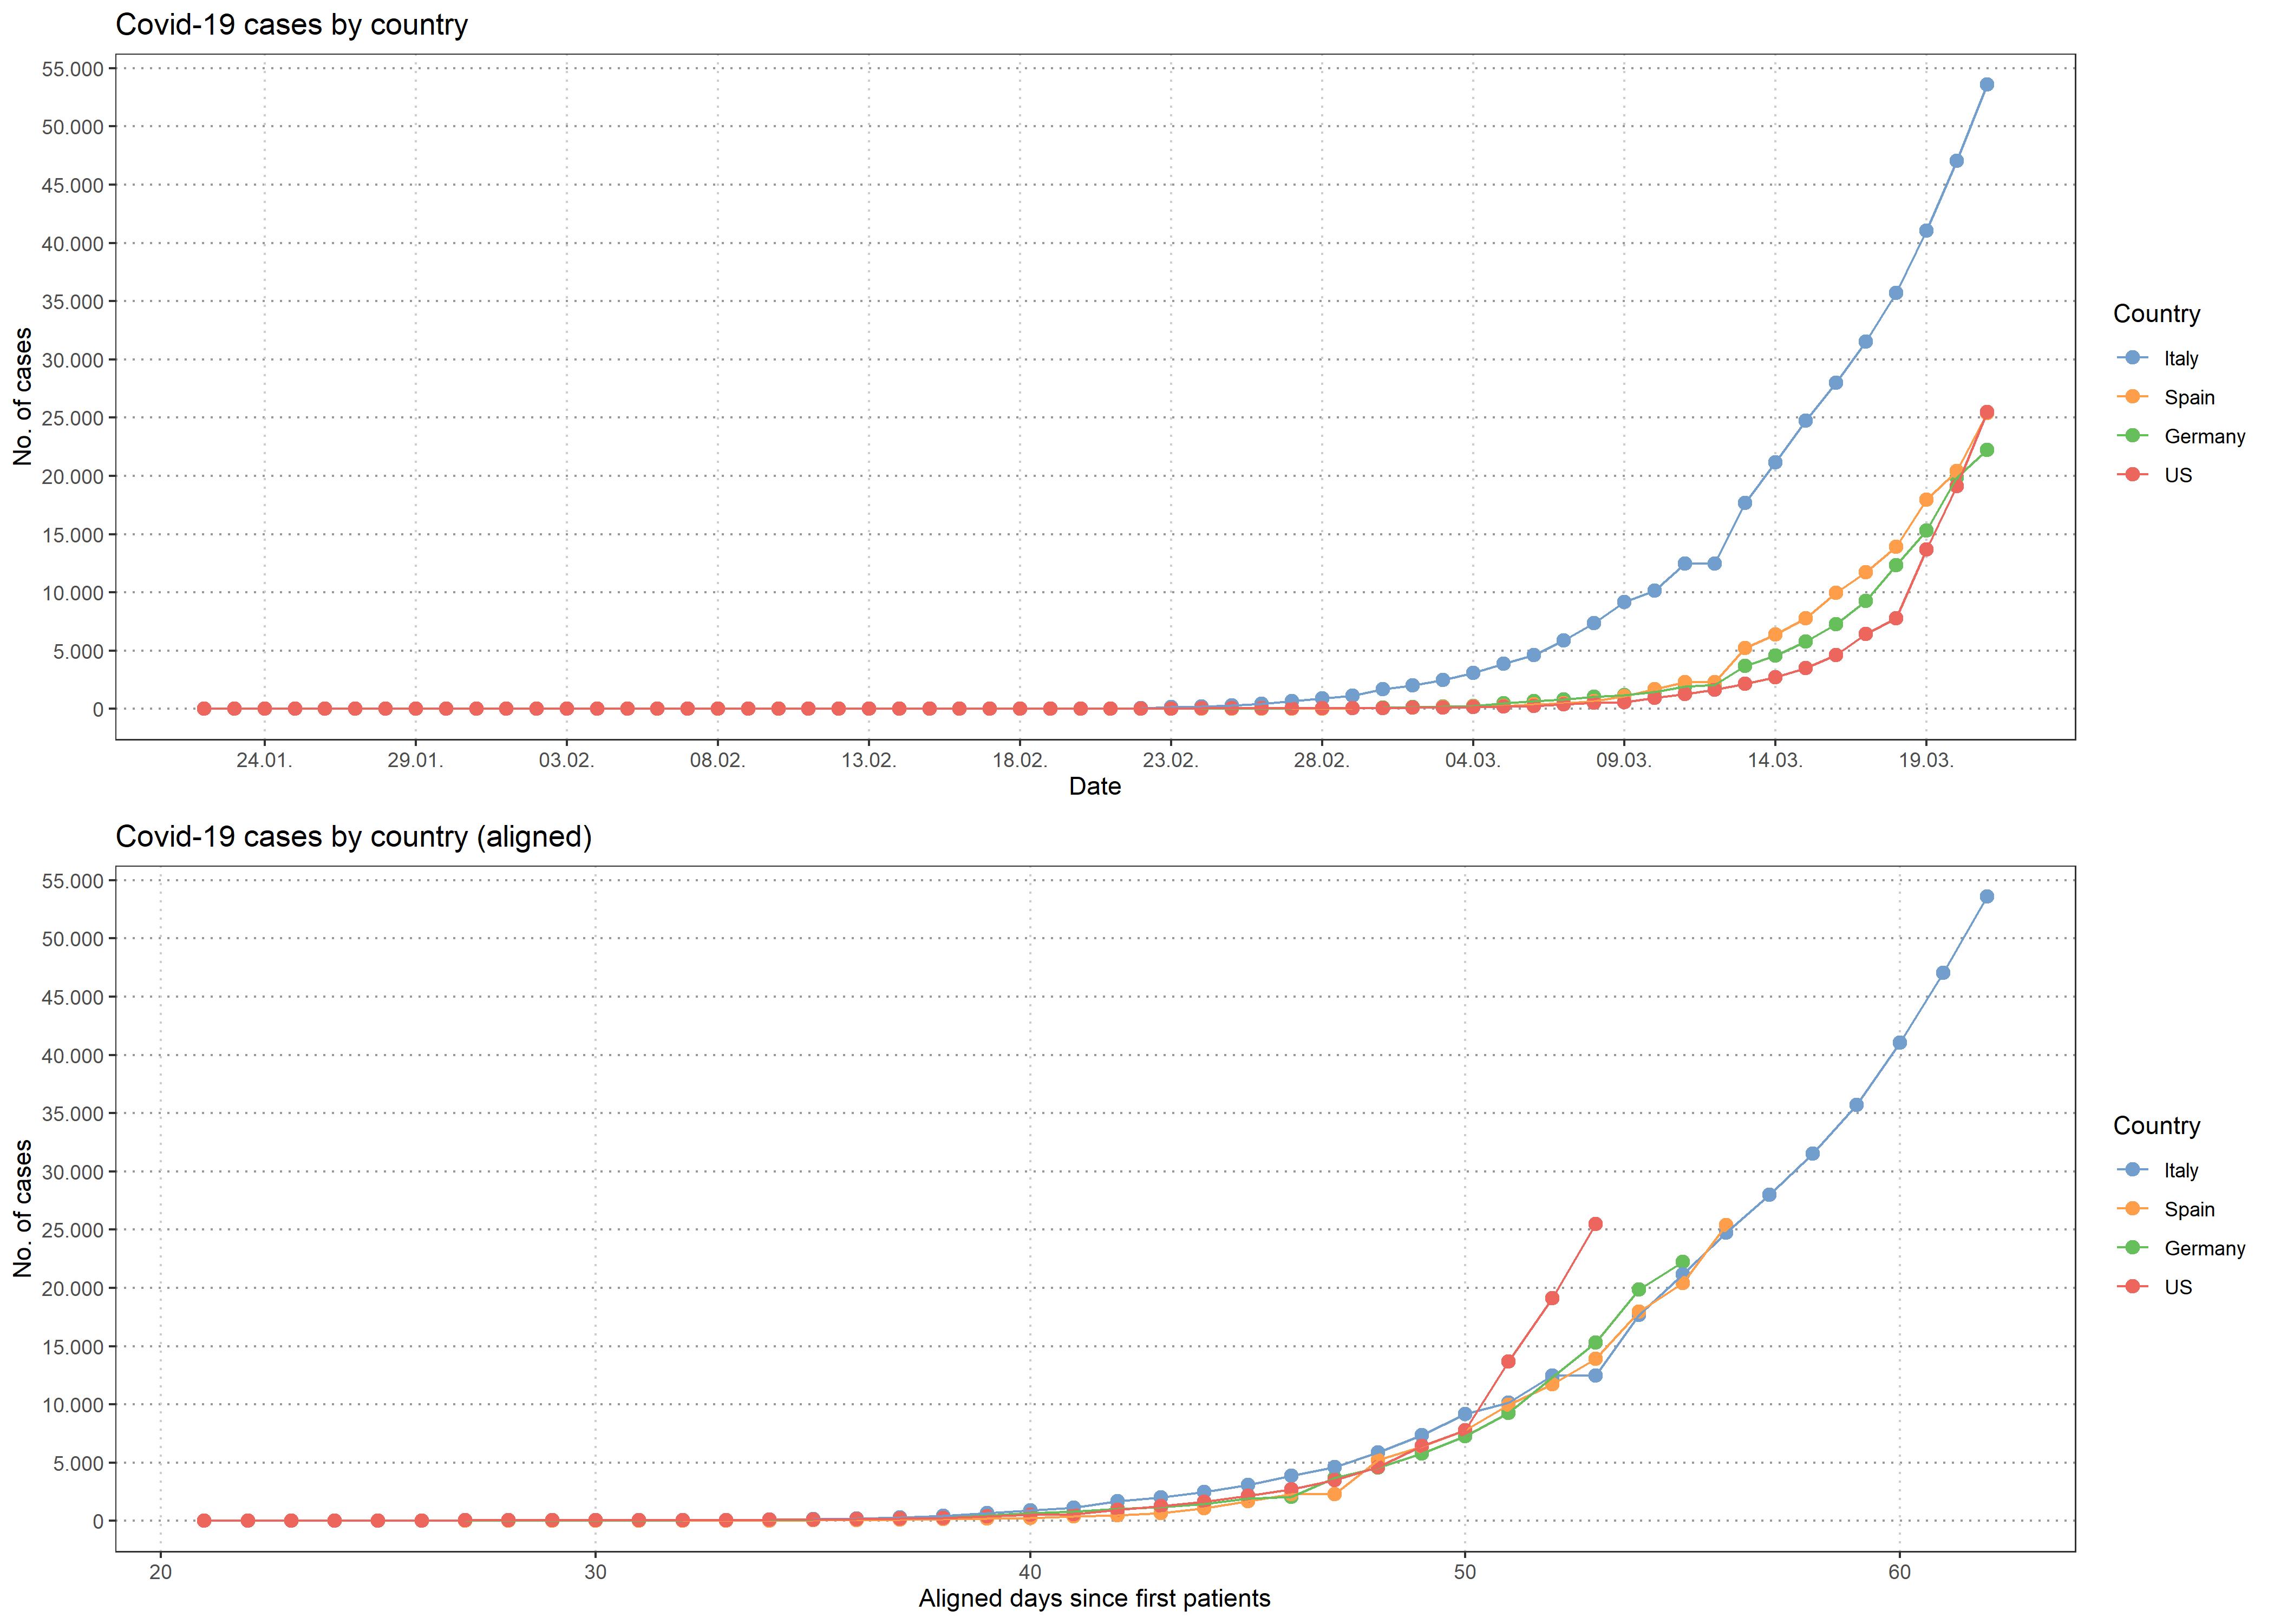 Covid-19 cases by country
55.000
50.000
45.000
40.000
35.000
30.000
25.000
20.000
15.000
10.000
5.000
0
No. of cases
24.01. 29.01. 03.02. 08.02. 13.02. 18.02. 23.02. 28.02. 04.03. 09.03. 14.03. 19.03.
Date
Country
Italy
Spain
Germany
US
Covid-19 cases by country (aligned)
55.000
50.000
45.000
40.000
35.000
30.000
25.000
20.000
15.000
10.000
5.000
0
No. of cases
20 30 40 50 60
Aligned days since first patients
Country
Italy
Spain
Germany
US